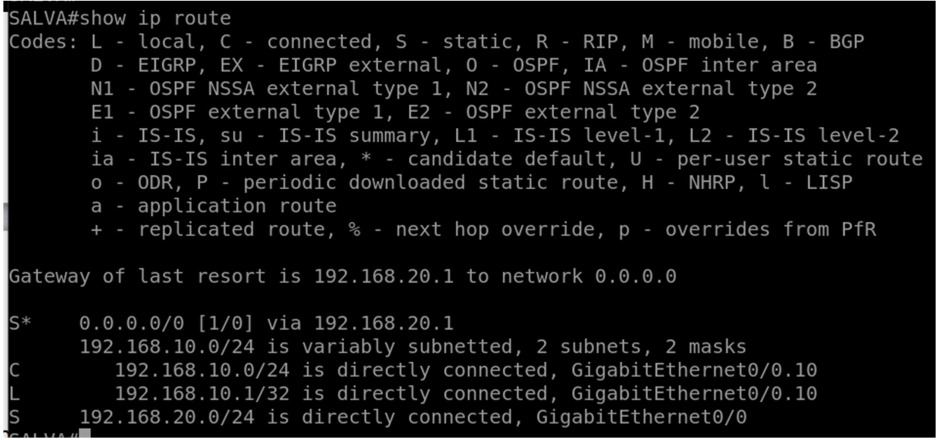 SALVA#show ip route
Codes: L - local, C - connected, S - static, R - RIP, M - mobile, B - BGP
D - EIGRP, EX - EIGRP external, O - OSPF, IA - OSPF inter area
N1 - OSPF NSSA external type 1, N2 - OSPF NSSA external type 2
E1 - OSPF external type 1, E2 - OSPF external type 2
i - IS-IS, su - IS-IS summary, L1 - IS-IS level-1, L2 - IS-IS level-2
ia - IS-IS inter area, * - candidate default, U - per-user static route
o - ODR, P - periodic downloaded static route, H - NHRP, l - LISP
a - application route
+ - replicated route, % - next hop override, p - overrides from PfR
Gateway of last resort is 192.168.20.1 to network 0.0.0.0
S* 0.0.0.0/0 [1/0] via 192.168.20.1
192.168.10.0/24 is variably subnetted, 2 subnets, 2 masks
C 192.168.10.0/24 is directly connected, GigabitEthernet0/0.10
L 192.168.10.1/32 is directly connected, GigabitEthernet0/0.10
S 192.168.20.0/24 is directly connected, GigabitEthernet0/0
SALVA#